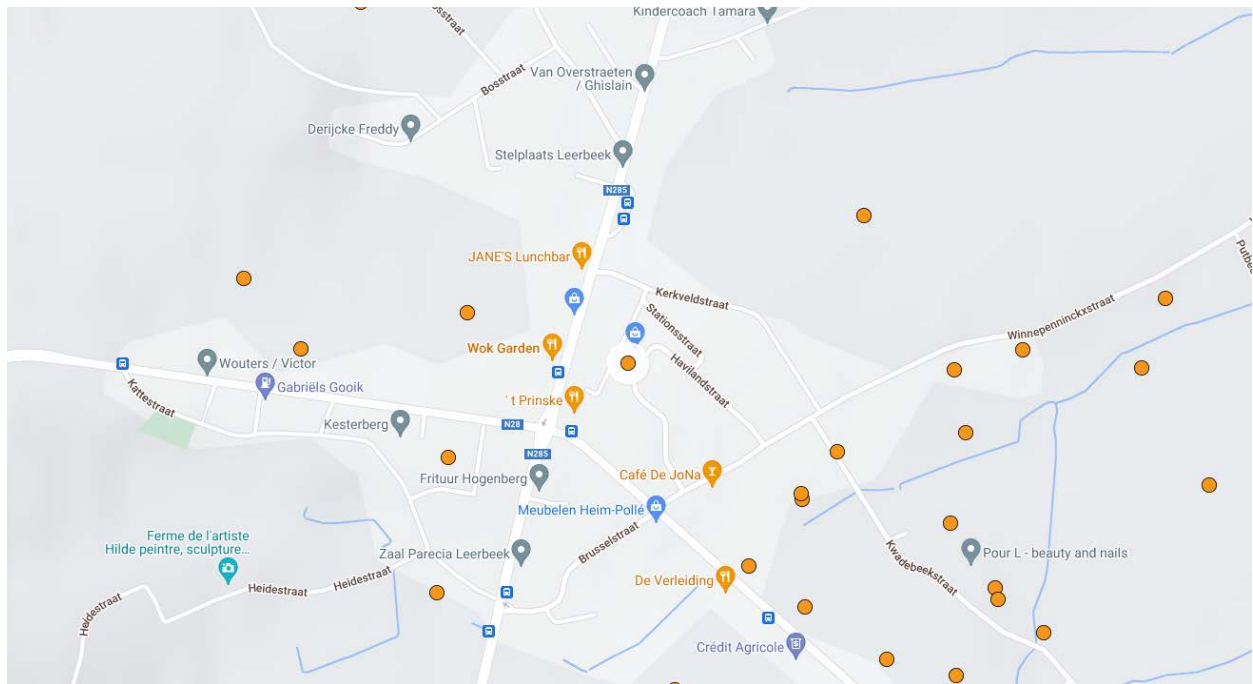 Kindercoach Tamara
Bosstraat
Van Overstraeten
/ Ghislain
Bosstraat
Derijcke Freddy
Stelplaats Leerbeek
N285
JANE'S Lunchbar
Kerkveldstraat
Stationsstraat
Winnepenninckxstraat
Wok Garden
Wouters / Victor
Havilandstraat
Gabriëls Gooik
Kattestraat
't Prinske
Kesterberg
N28
N285
Frituur Hogenberg
Café De JoNa
Meubelen Heim-Pollé
Ferme de l'artiste
Hilde peintre, sculpture...
Zaal Parecia Leerbeek
Brusselstraat
Kwadebeekstraat
Pour L - beauty and nails
De Verleiding
Heidestraat
Heidestraat
Heidestraat
Crédit Agricole